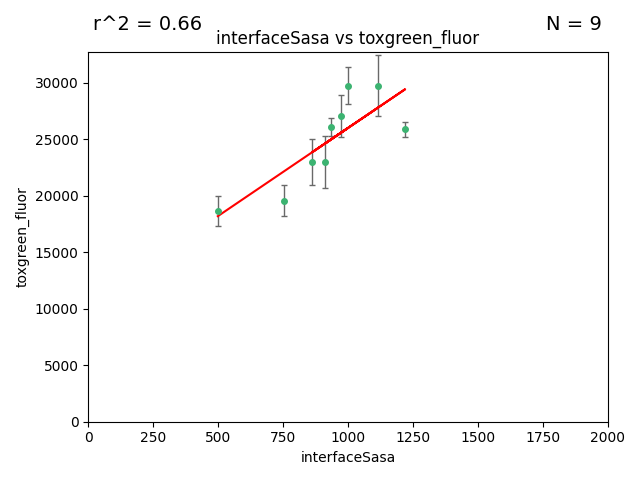 r^2 = 0.66
N = 9
interfaceSasa vs toxgreen_fluor
30000
25000
20000
15000
10000
5000
0
toxgreen_fluor
0 250 500 750 1000 1250 1500 1750 2000
interfaceSasa